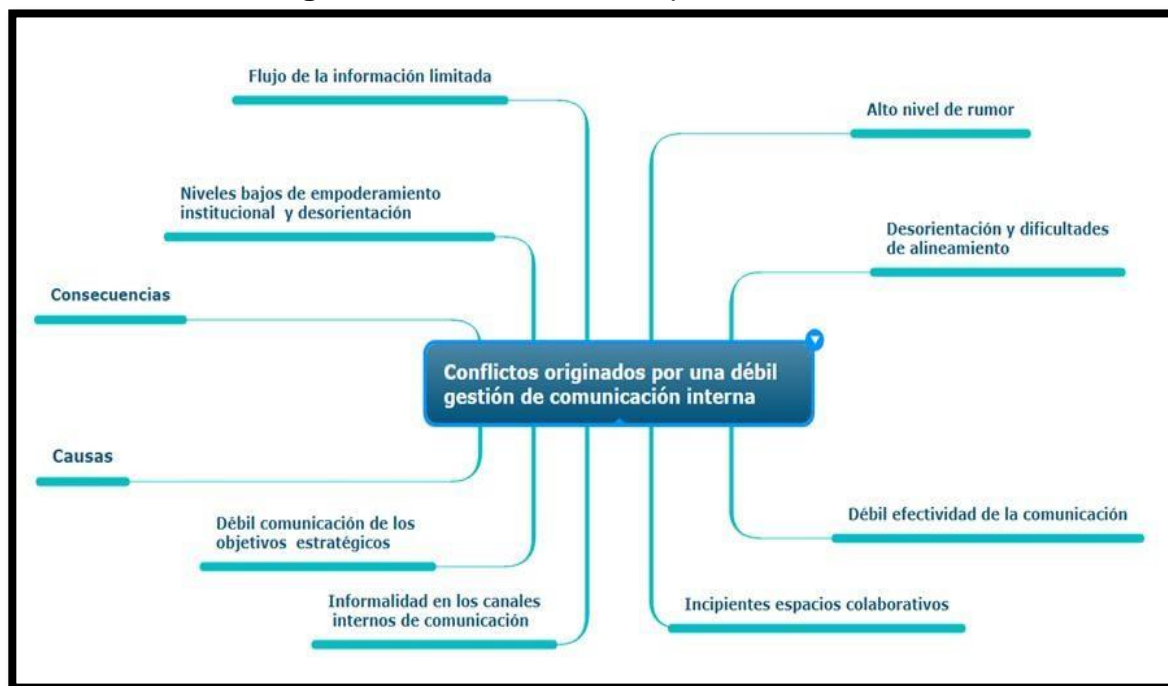 Flujo de la información limitada
Alto nivel de rumor
Niveles bajos de empoderamiento
institucional y desorientación
Desorientación y dificultades
de alineamiento
Consecuencias
Conflictos originados por una débil
gestión de comunicación interna
Causas
Débil comunicación de los
objetivos estratégicos
Débil efectividad de la comunicación
Informalidad en los canales
internos de comunicación
Incipientes espacios colaborativos